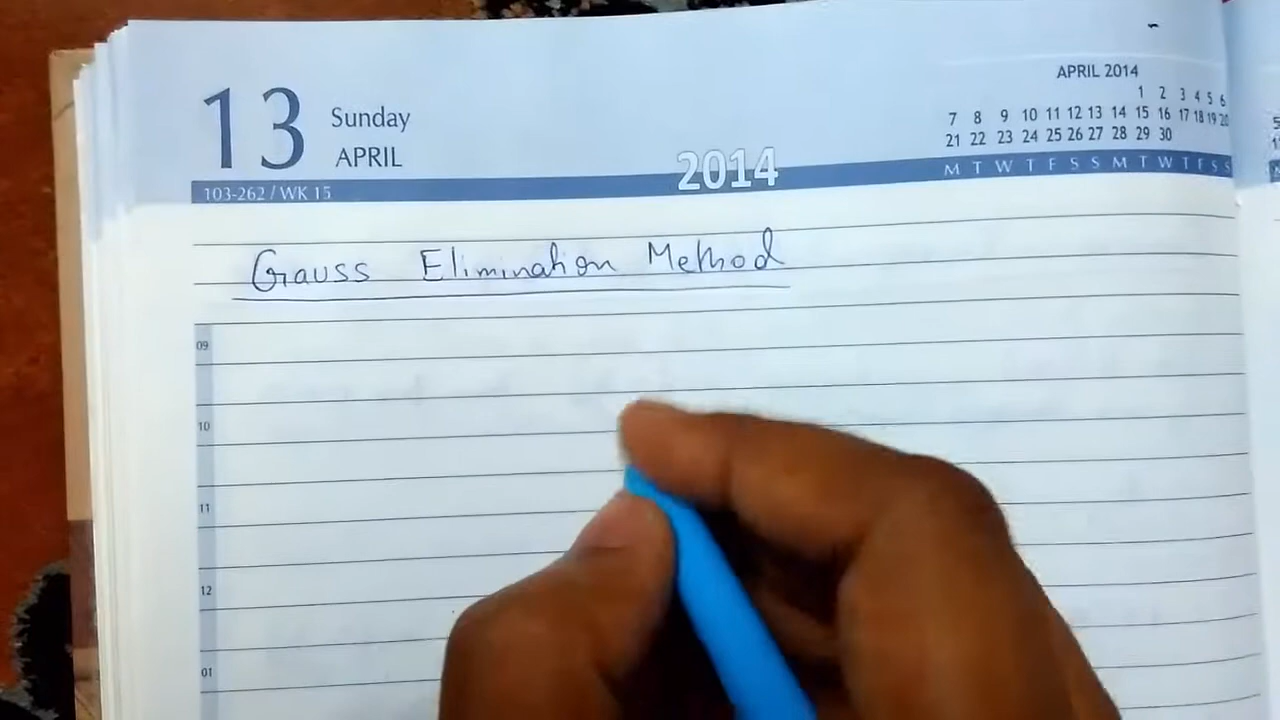 13 Sunday
APRIL
103-262 / WK 15
2014
APRIL 2014
1 2 3 4 5 6
7 8 9 10 11 12 13 14 15 16 17 18 19 20
21 22 23 24 25 26 27 28 29 30
M T W T F S S M T W T F S S
Gauss Elimination Method
09
10
11
12
01